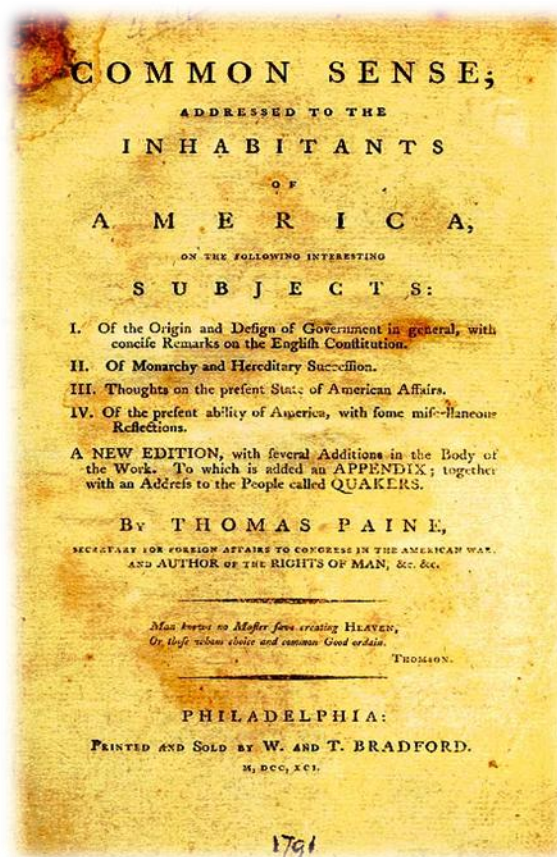 COMMON SENSE;
ADDRESSED TO THE
INHABITANTS
OF
AMERICA,
ON THE FOLLOWING INTERESTING
SUBJECTS:
I. Of the Origin and Deſign of Government in general, with
conciſe Remarks on the Engliſh Conſtitution.
II. Of Monarchy and Hereditary Succeſſion.
III. Thoughts on the preſent State of American Affairs.
IV. Of the preſent ability of America, with ſome miſcellaneous
Reflections.
A NEW EDITION, with ſeveral Additions in the Body of
the Work. To which is added an APPENDIX; together
with an Addreſs to the People called QUAKERS.
BY THOMAS PAINE,
SECRETARY FOR FOREIGN AFFAIRS TO CONGRESS IN THE AMERICAN WAR,
AND AUTHOR OF THE RIGHTS OF MAN, &c. &c.
Man knows no Maſter ſave creating HEAVEN,
Or thoſe whom choice and common Good ordain.
THOMSON.
PHILADELPHIA:
PRINTED AND SOLD BY W. AND T. BRADFORD.
M,DCC,XCI.
1791